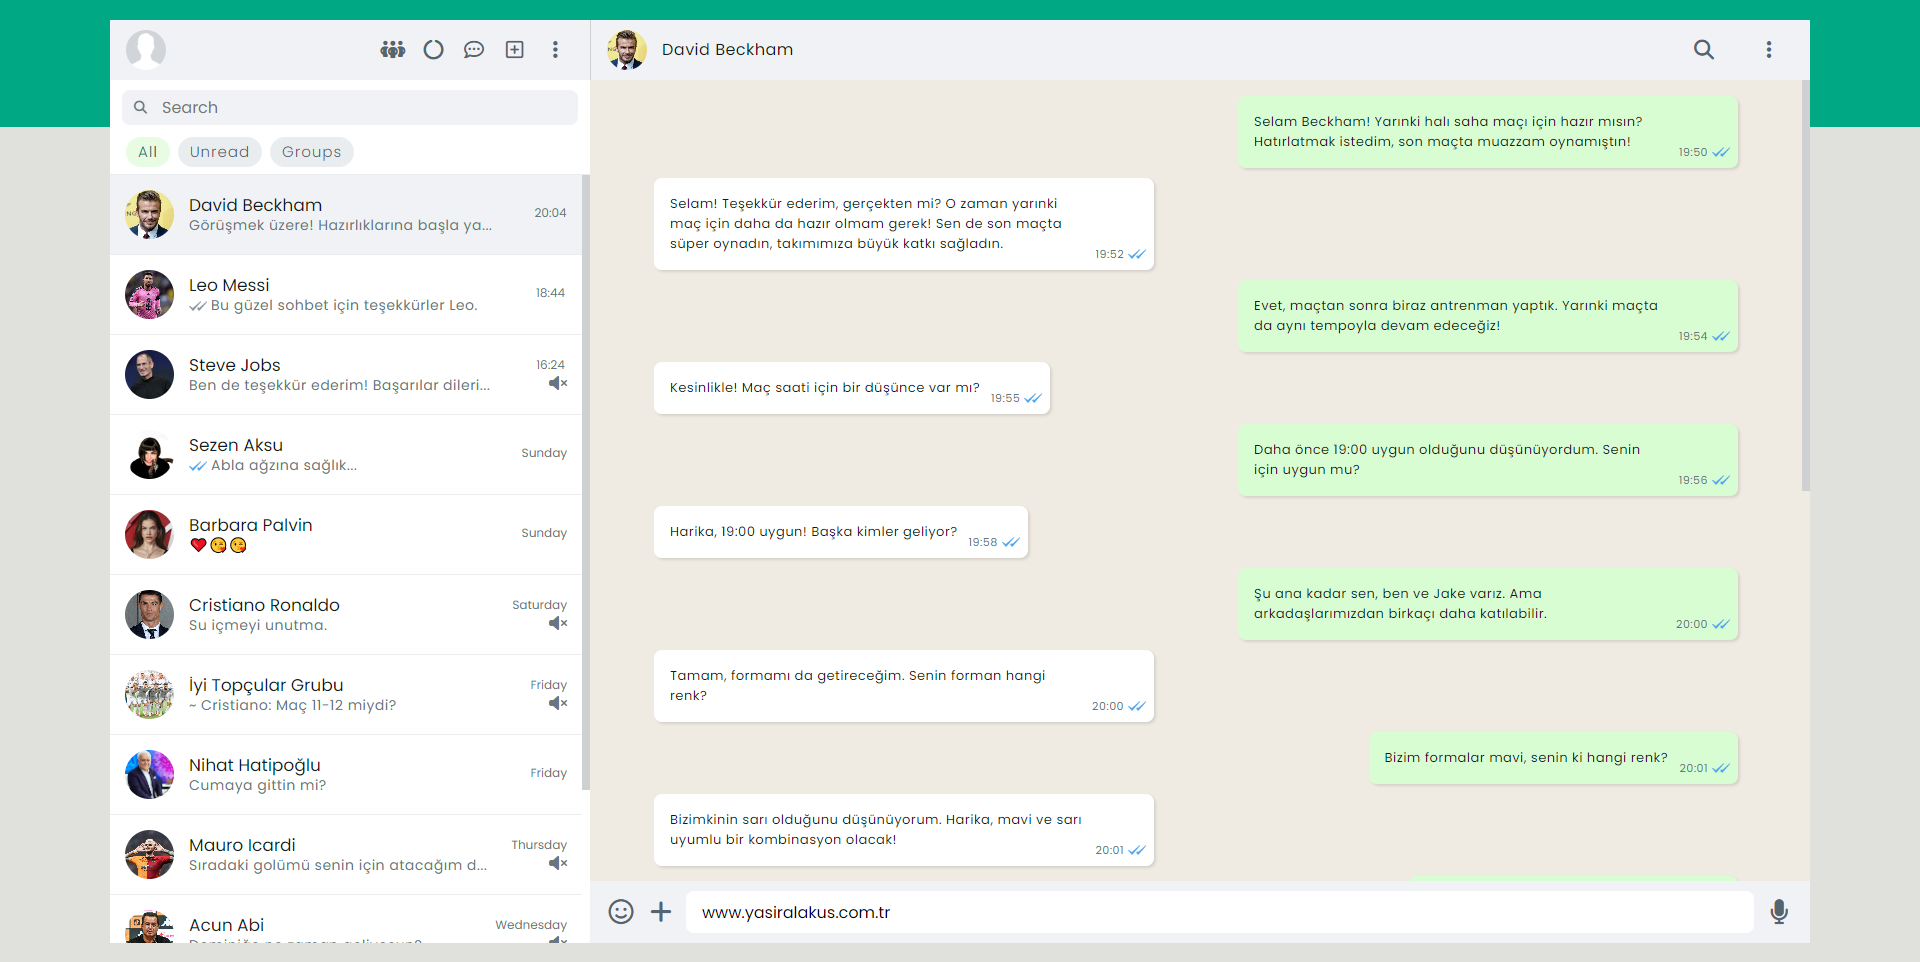 Search
All
Unread
Groups
David Beckham
20:04
Görüşmek üzere! Hazırlıklarına başla ya...
Leo Messi
18:44
Bu güzel sohbet için teşekkürler Leo.
Steve Jobs
16:24
Ben de teşekkür ederim! Başarılar dileri...
Sezen Aksu
Sunday
Abla ağzına sağlık...
Barbara Palvin
Sunday
Cristiano Ronaldo
Saturday
Su içmeyi unutma.
İyi Topçular Grubu
Friday
~ Cristiano: Maç 11-12 miydi?
Nihat Hatipoğlu
Friday
Cumaya gittin mi?
Mauro Icardi
Thursday
Sıradaki golümü senin için atacağım d...
Acun Abi
Wednesday
David Beckham
Selam Beckham! Yarınki halı saha maçı için hazır mısın?
Hatırlatmak istedim, son maçta muazzam oynamıştın!
19:50
Selam! Teşekkür ederim, gerçekten mi? O zaman yarınki
maç için daha da hazır olmam gerek! Sen de son maçta
süper oynadın, takımımıza büyük katkı sağladın.
19:52
Evet, maçtan sonra biraz antrenman yaptık. Yarınki maçta
da aynı tempoyla devam edeceğiz!
19:54
Kesinlikle! Maç saati için bir düşünce var mı?
19:55
Daha önce 19:00 uygun olduğunu düşünüyordum. Senin
için uygun mu?
19:56
Harika, 19:00 uygun! Başka kimler geliyor?
19:58
Şu ana kadar sen, ben ve Jake varız. Ama
arkadaşlarımızdan birkaçı daha katılabilir.
20:00
Tamam, formamı da getireceğim. Senin forman hangi
renk?
20:00
Bizim formalar mavi, senin ki hangi renk?
20:01
Bizimkinin sarı olduğunu düşünüyorum. Harika, mavi ve sarı
uyumlu bir kombinasyon olacak!
20:01
www.yasiralakus.com.tr